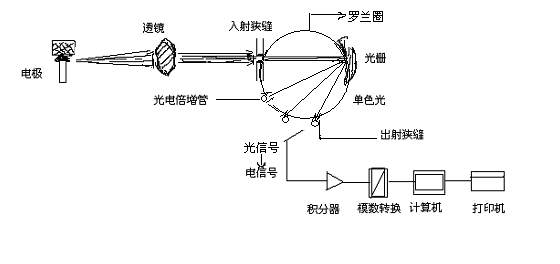 罗兰圈
入射狭缝
透镜
光栅
电极
光电倍增管
单色光
出射狭缝
光信号
电信号
积分器
模数转换
计算机
打印机